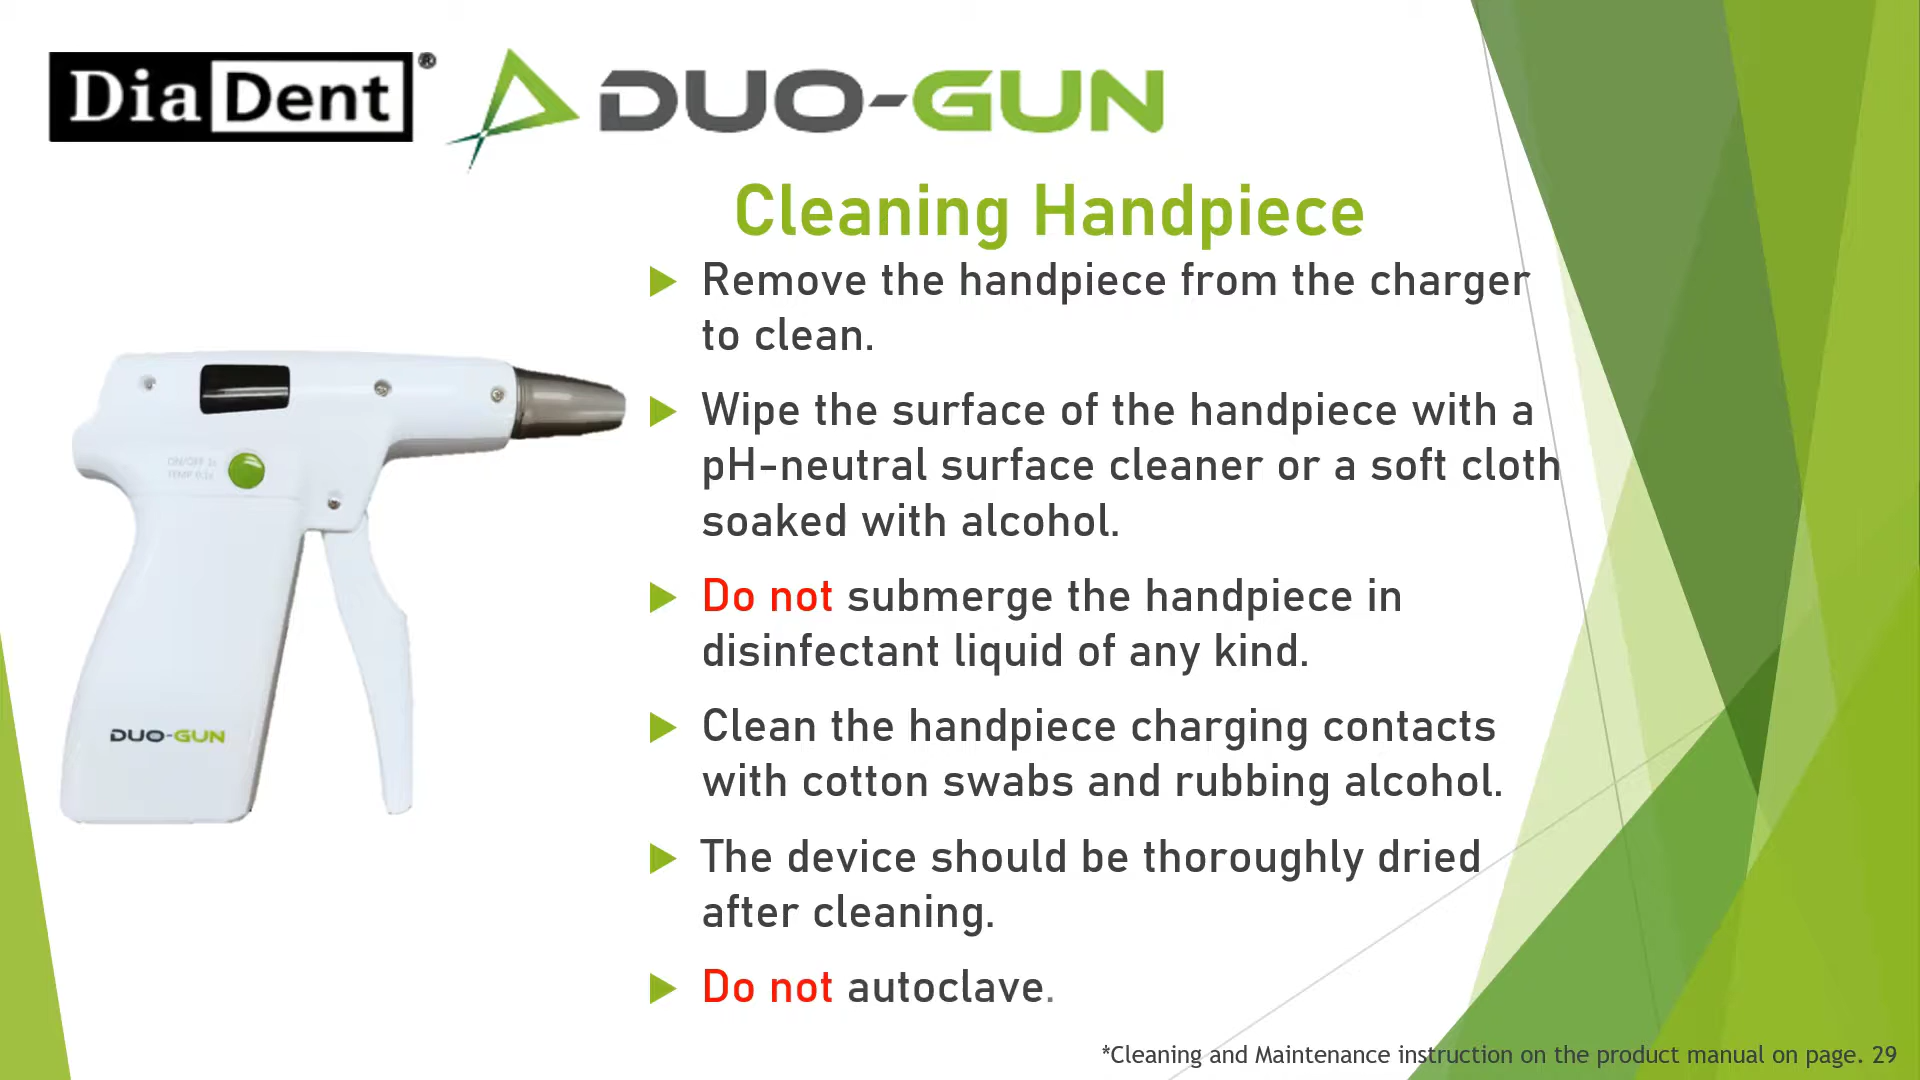 DiaDent®
DUO-GUN
Cleaning Handpiece
Remove the handpiece from the charger
to clean.
Wipe the surface of the handpiece with a
pH-neutral surface cleaner or a soft cloth
soaked with alcohol.
Do not submerge the handpiece in
disinfectant liquid of any kind.
Clean the handpiece charging contacts
with cotton swabs and rubbing alcohol.
The device should be thoroughly dried
after cleaning.
Do not autoclave.
ON/OFF
TEMP
DUO-GUN
*Cleaning and Maintenance instruction on the product manual on page. 29